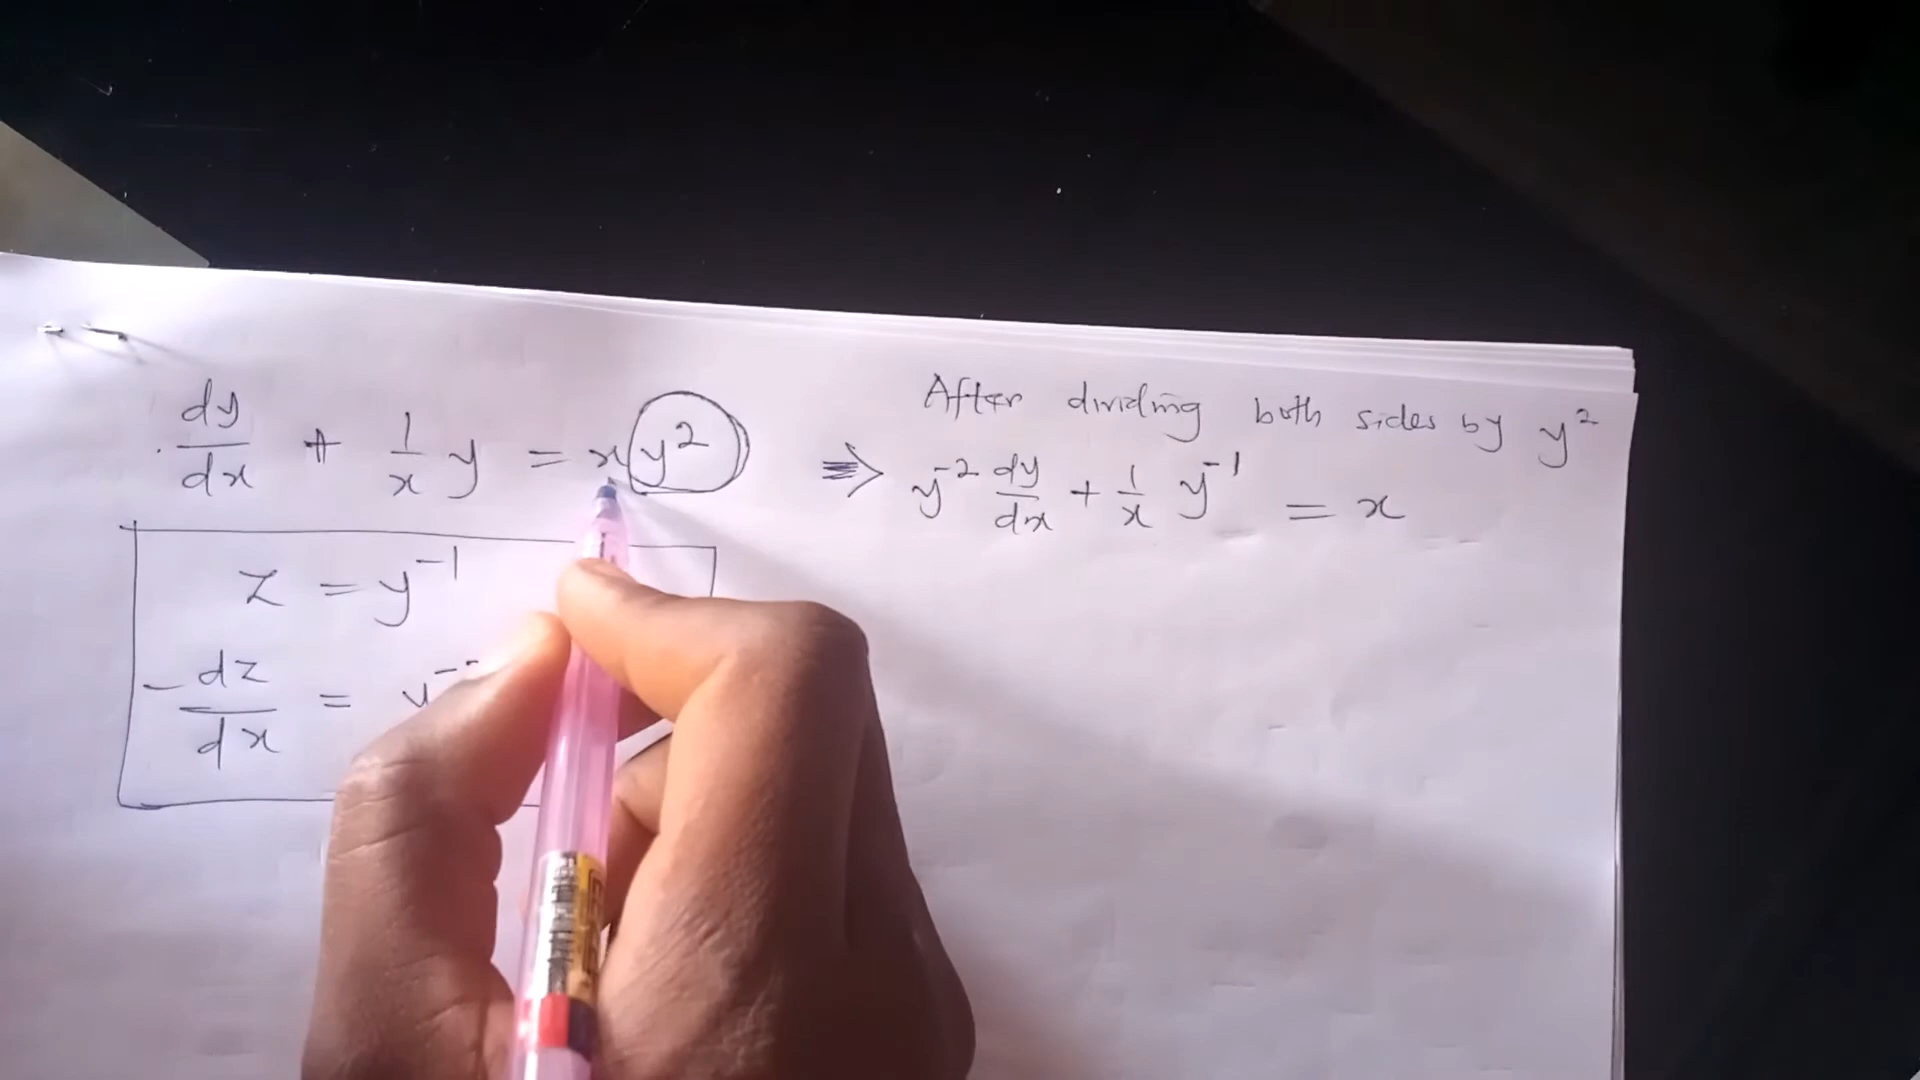 dy/dx + 1/x y = x y²
z = y⁻¹
- dz/dx =
After dividing both sides by y²
⇒ y⁻² dy/dx + 1/x y⁻¹ = x